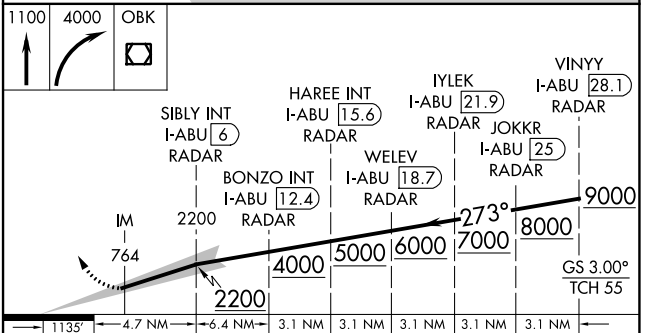 1100 4000 OBK
VINYY
I-ABU 28.1
RADAR
IYLEK
I-ABU 21.9
RADAR
HAREE INT
I-ABU 15.6
RADAR
JOKKR
I-ABU 25
RADAR
SIBLY INT
I-ABU 6
RADAR
WELEV
I-ABU 18.7
RADAR
BONZO INT
I-ABU 12.4
RADAR
IM
764
2200
2200
4000
5000
6000
273°
7000
8000
9000
GS 3.00°
TCH 55
1135' 4.7 NM 6.4 NM 3.1 NM 3.1 NM 3.1 NM 3.1 NM 3.1 NM